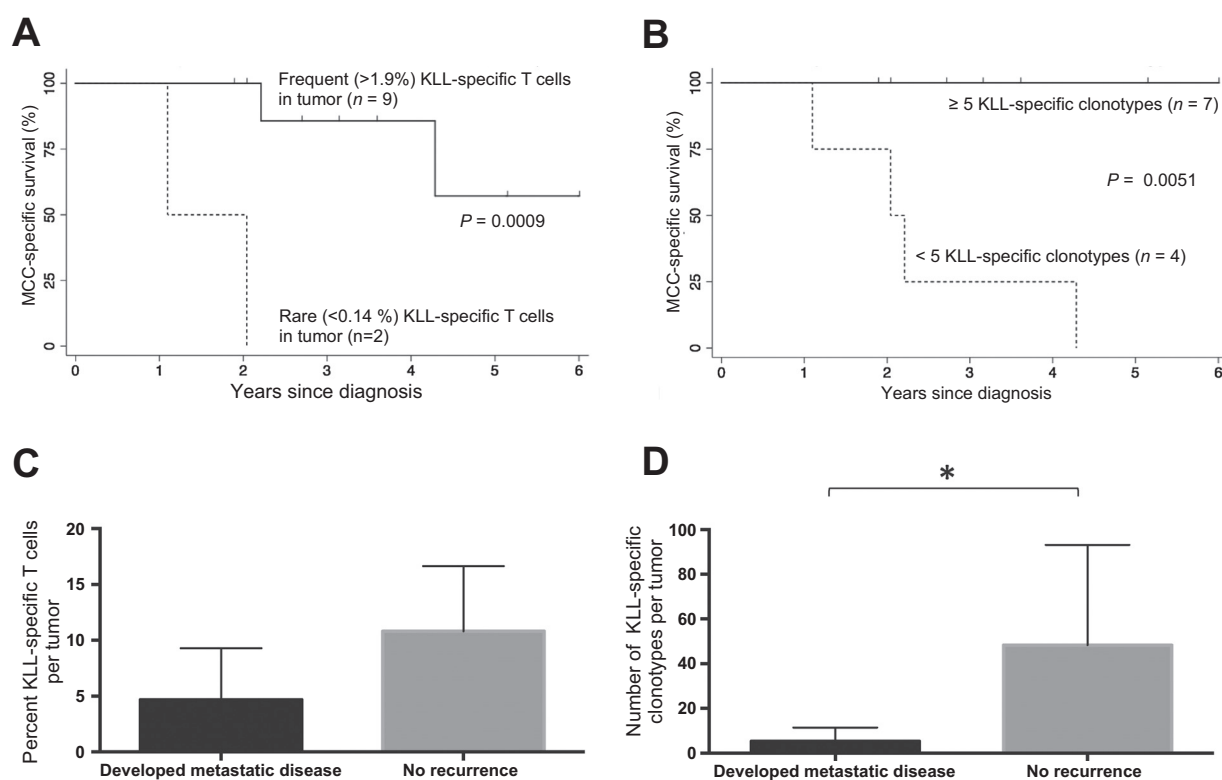 A
MCC-specific survival (%)
100
75
50
25
0
Frequent (>1.9%) KLL-specific T cells
in tumor (n = 9)
P = 0.0009
Rare (<0.14 %) KLL-specific T cells
in tumor (n=2)
0 1 2 3 4 5 6
Years since diagnosis
B
MCC-specific survival (%)
100
75
50
25
0
≥ 5 KLL-specific clonotypes (n = 7)
P = 0.0051
< 5 KLL-specific clonotypes (n = 4)
0 1 2 3 4 5 6
Years since diagnosis
C
Percent KLL-specific T cells
per tumor
20
15
10
5
0
Developed metastatic disease No recurrence
D
*
Number of KLL-specific
clonotypes per tumor
100
80
60
40
20
0
Developed metastatic disease No recurrence